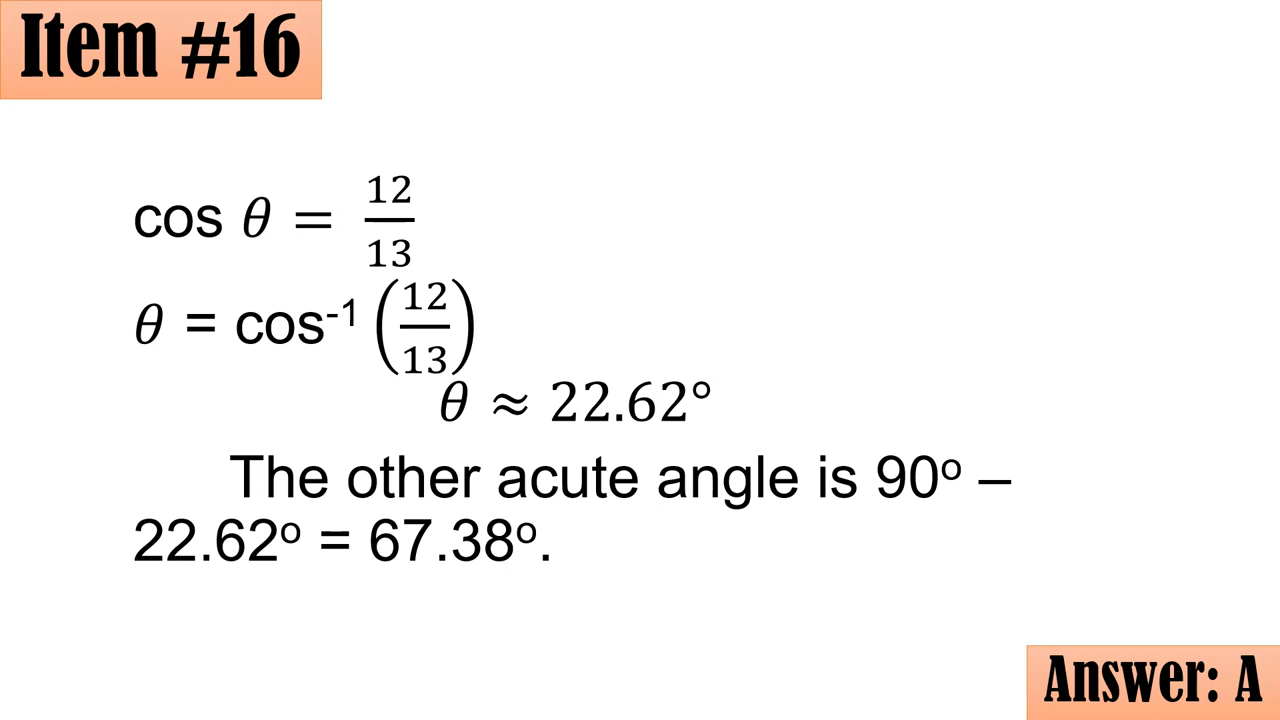 Item #16
cos θ = 12/13
θ = cos⁻¹ (12/13)
θ ≈ 22.62°
The other acute angle is 90º –
22.62º = 67.38º.
Answer: A